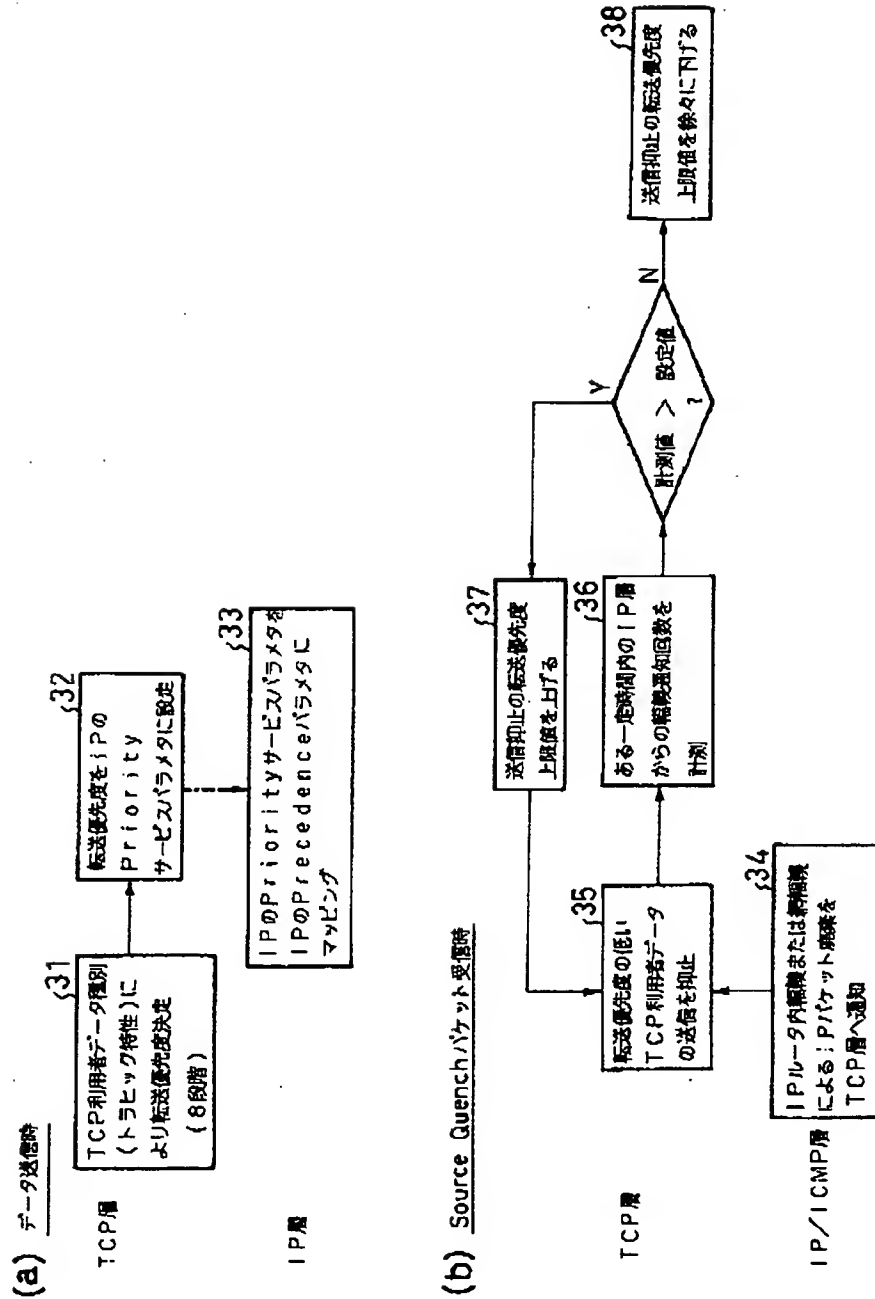 (a) データ送信時
TCP層
31
TCP利用者データ種別
(トラヒック特性)に
より転送優先度決定
(8段階)
32
転送優先度をIPの
Priority
サービスパラメタに設定
IP層
33
IPのPriorityサービスパラメタを
IPのPrecedenceパラメタに
マッピング
(b) Source Quenchパケット受信時
TCP層
35
転送優先度の低い
TCP利用者データ
の送信を抑止
37
送信抑止の転送優先度
上限値を上げる
36
ある一定時間内のIP層
からの輻輳通知回数を
計測
計測値 > 設定値
?
Y
N
38
送信抑止の転送優先度
上限値を徐々に下げる
IP/ICMP層
34
IPルータ内輻輳または網輻輳
によるIPパケット廃棄を
TCP層へ通知